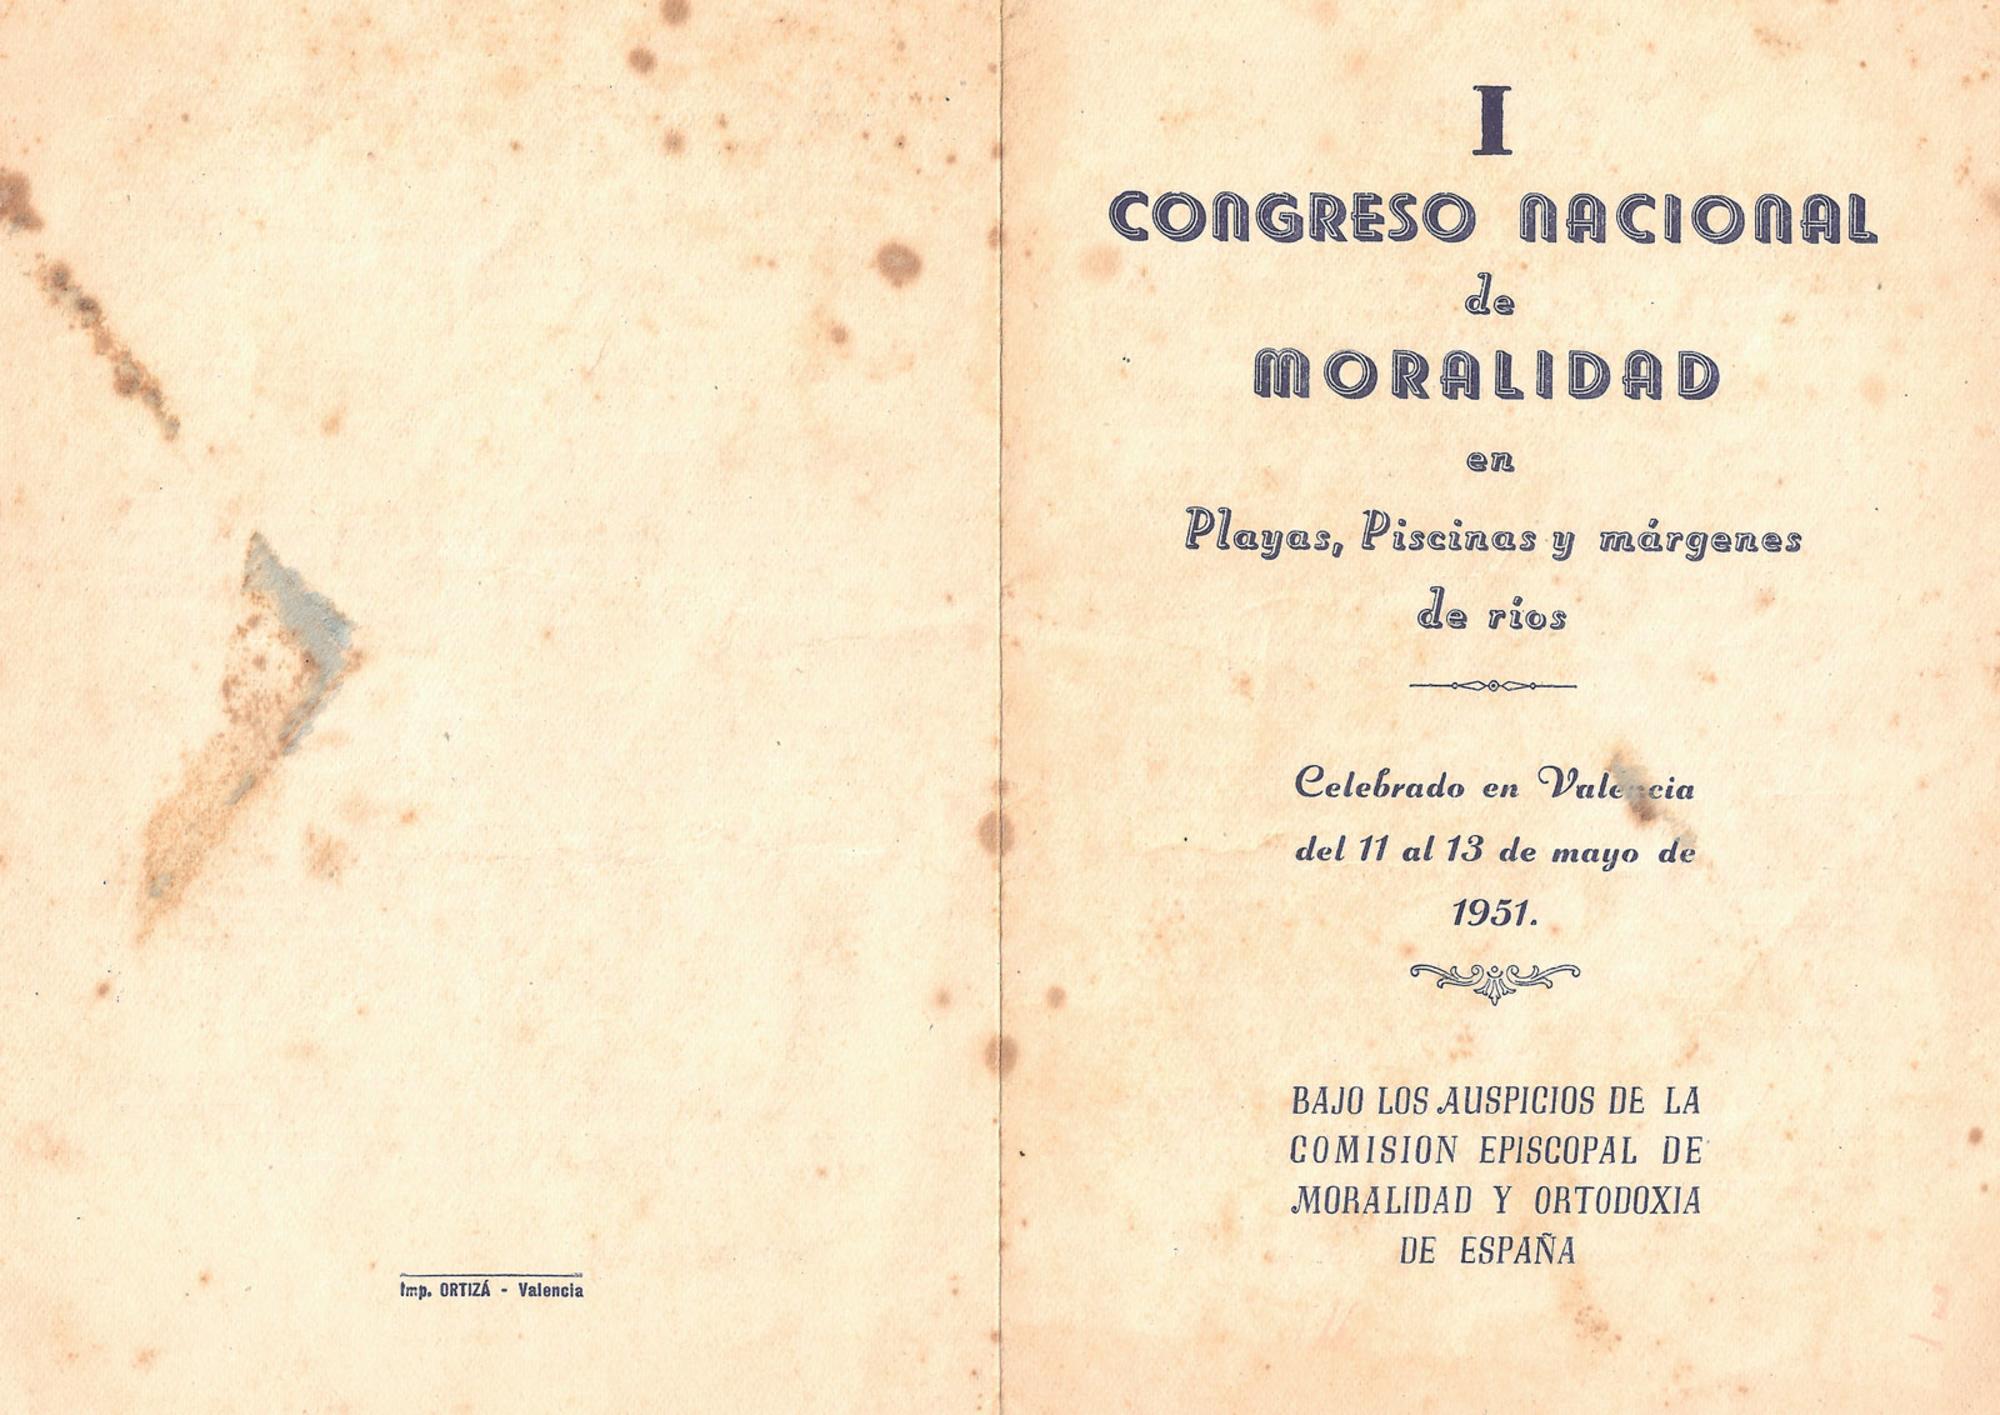 Imp. ORTIZÁ - Valencia
I
CONGRESO NACIONAL
de
MORALIDAD
en
Playas, Piscinas y márgenes
de ríos
Celebrado en Valencia
del 11 al 13 de mayo de
1951.
BAJO LOS AUSPICIOS DE LA
COMISION EPISCOPAL DE
MORALIDAD Y ORTODOXIA
DE ESPAÑA